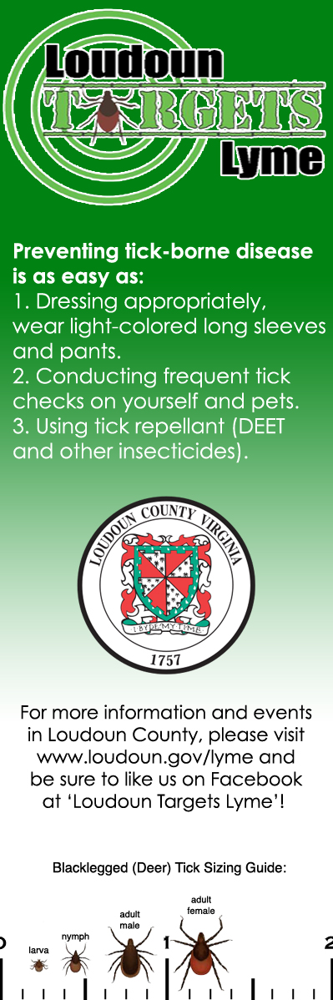 Loudoun
TARGETS
Lyme
Preventing tick-borne disease
is as easy as:
1. Dressing appropriately,
wear light-colored long sleeves
and pants.
2. Conducting frequent tick
checks on yourself and pets.
3. Using tick repellant (DEET
and other insecticides).
LOUDOUN COUNTY VIRGINIA
I·BYDE·MY·TIME
1757
For more information and events
in Loudoun County, please visit
www.loudoun.gov/lyme and
be sure to like us on Facebook
at ‘Loudoun Targets Lyme’!
Blacklegged (Deer) Tick Sizing Guide:
larva
nymph
adult
male
adult
female
0 1 2